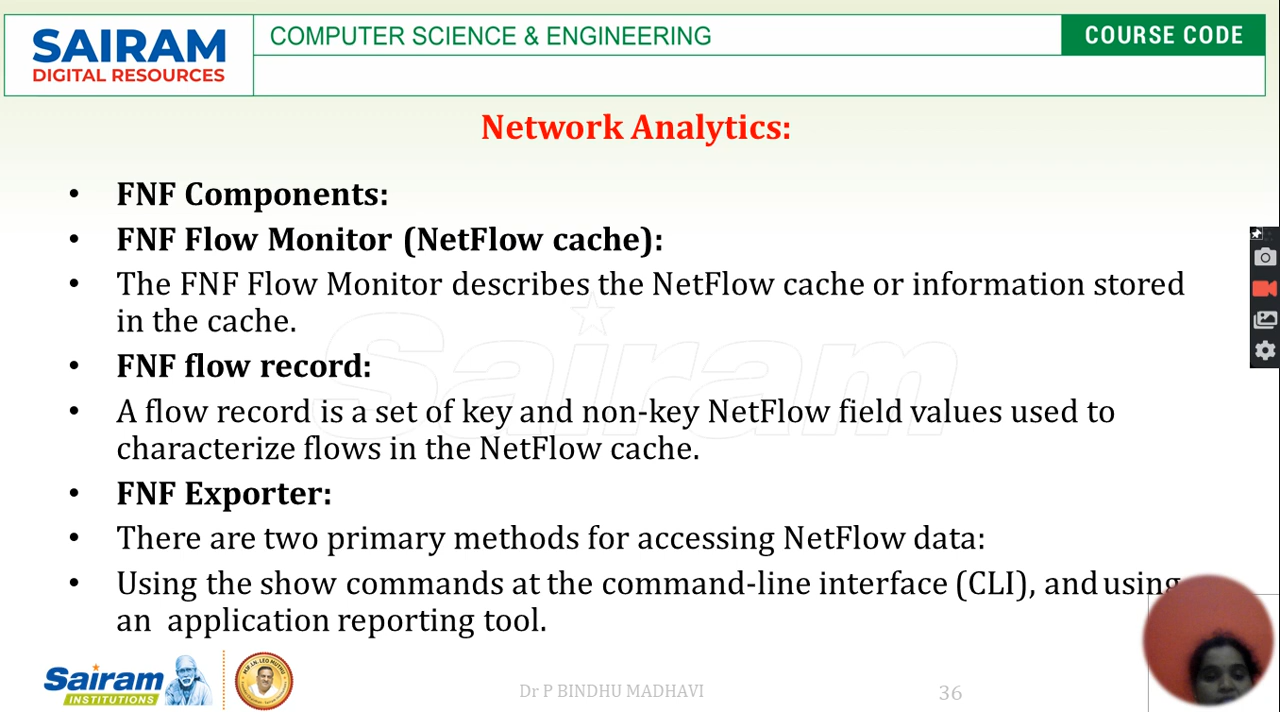 SAIRAM
DIGITAL RESOURCES
COMPUTER SCIENCE & ENGINEERING
COURSE CODE
Network Analytics:
• FNF Components:
• FNF Flow Monitor (NetFlow cache):
• The FNF Flow Monitor describes the NetFlow cache or information stored
in the cache.
• FNF flow record:
• A flow record is a set of key and non-key NetFlow field values used to
characterize flows in the NetFlow cache.
• FNF Exporter:
• There are two primary methods for accessing NetFlow data:
• Using the show commands at the command-line interface (CLI), and using
an application reporting tool.
Sairam
Sairam
INSTITUTIONS
Dr P BINDHU MADHAVI
36